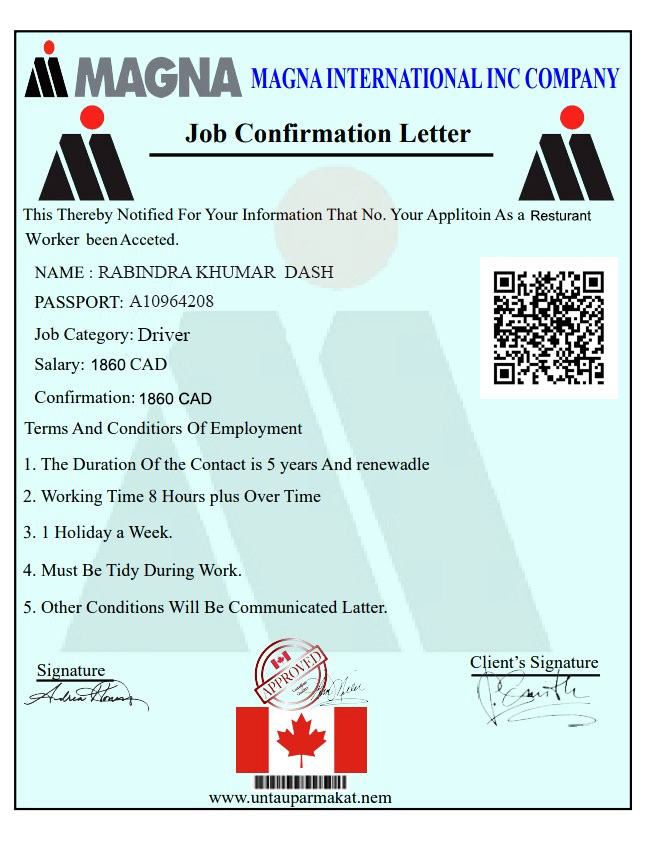 MAGNA MAGNA INTERNATIONAL INC COMPANY
Job Confirmation Letter
This Thereby Notified For Your Information That No. Your Applitoin As a Resturant
Worker been Acceted.
NAME : RABINDRA KHUMAR DASH
PASSPORT: A10964208
Job Category: Driver
Salary: 1860 CAD
Confirmation: 1860 CAD
Terms And Conditiors Of Employment
1. The Duration Of the Contact is 5 years And renewadle
2. Working Time 8 Hours plus Over Time
3. 1 Holiday a Week.
4. Must Be Tidy During Work.
5. Other Conditions Will Be Communicated Latter.
Signature
APPROVED
Client's Signature
www.untauparmakat.nem